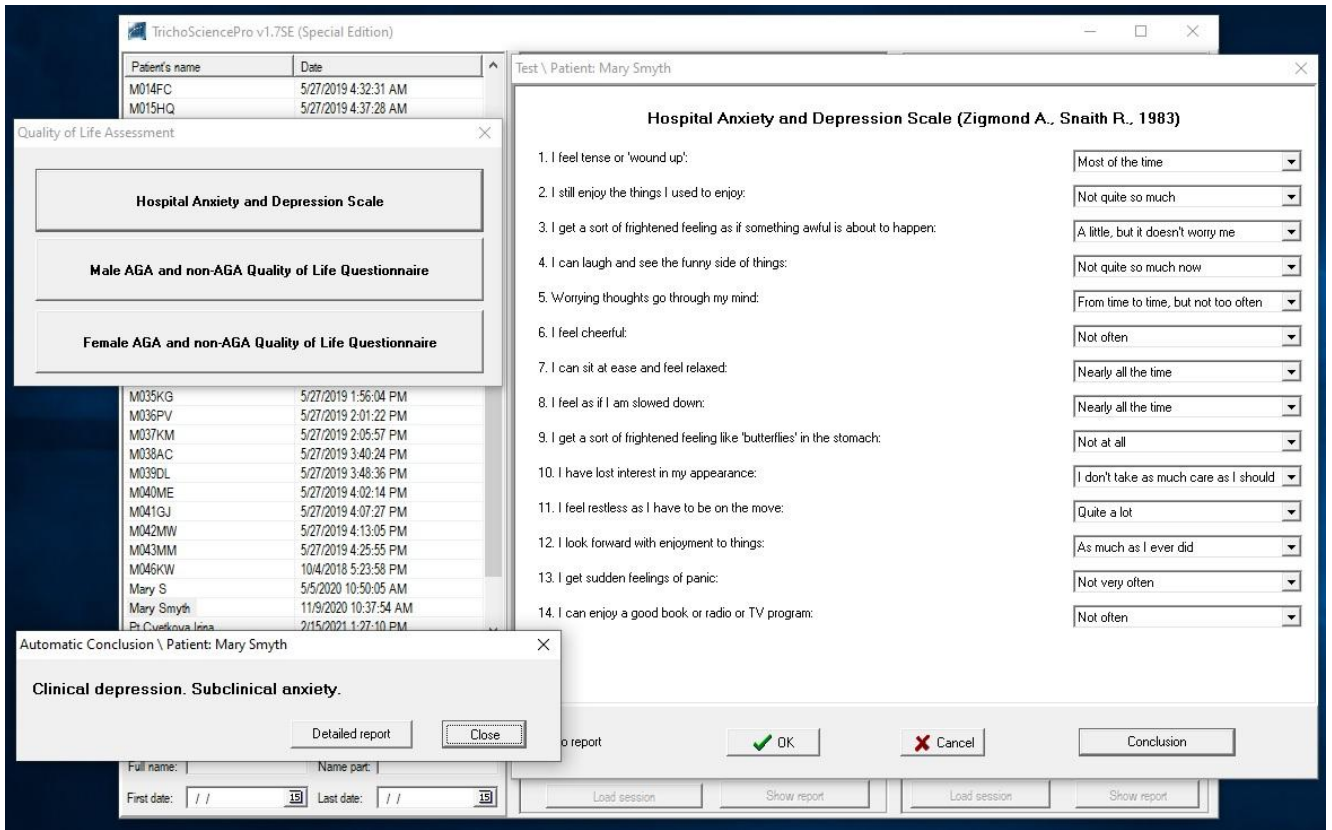 TrichoSciencePro v1.7SE (Special Edition)
Patient's name Date
M014FC 5/27/2019 4:32:31 AM
M015HQ 5/27/2019 4:37:28 AM
Quality of Life Assessment
Hospital Anxiety and Depression Scale
Male AGA and non-AGA Quality of Life Questionnaire
Female AGA and non-AGA Quality of Life Questionnaire
M035KG 5/27/2019 1:56:04 PM
M036PV 5/27/2019 2:01:22 PM
M037KM 5/27/2019 2:05:57 PM
M038AC 5/27/2019 3:40:24 PM
M039DL 5/27/2019 3:48:36 PM
M040ME 5/27/2019 4:02:14 PM
M041GJ 5/27/2019 4:07:27 PM
M042MW 5/27/2019 4:13:05 PM
M043MM 5/27/2019 4:25:55 PM
M046KW 10/4/2018 5:23:58 PM
Mary S 5/5/2020 10:50:05 AM
Mary Smyth 11/9/2020 10:37:54 AM
Pt Cvetkova Irina 2/15/2021 1:27:10 PM
Automatic Conclusion \ Patient: Mary Smyth
Clinical depression. Subclinical anxiety.
Detailed report Close
Full name: Name part:
First date: / / 15 Last date: / / 15
Test \ Patient: Mary Smyth
Hospital Anxiety and Depression Scale (Zigmond A., Snaith R., 1983)
1. I feel tense or 'wound up': Most of the time
2. I still enjoy the things I used to enjoy: Not quite so much
3. I get a sort of frightened feeling as if something awful is about to happen: A little, but it doesn't worry me
4. I can laugh and see the funny side of things: Not quite so much now
5. Worrying thoughts go through my mind: From time to time, but not too often
6. I feel cheerful: Not often
7. I can sit at ease and feel relaxed: Nearly all the time
8. I feel as if I am slowed down: Nearly all the time
9. I get a sort of frightened feeling like 'butterflies' in the stomach: Not at all
10. I have lost interest in my appearance: I don't take as much care as I should
11. I feel restless as I have to be on the move: Quite a lot
12. I look forward with enjoyment to things: As much as I ever did
13. I get sudden feelings of panic: Not very often
14. I can enjoy a good book or radio or TV program: Not often
o report OK Cancel Conclusion
Load session Show report Load session Show report